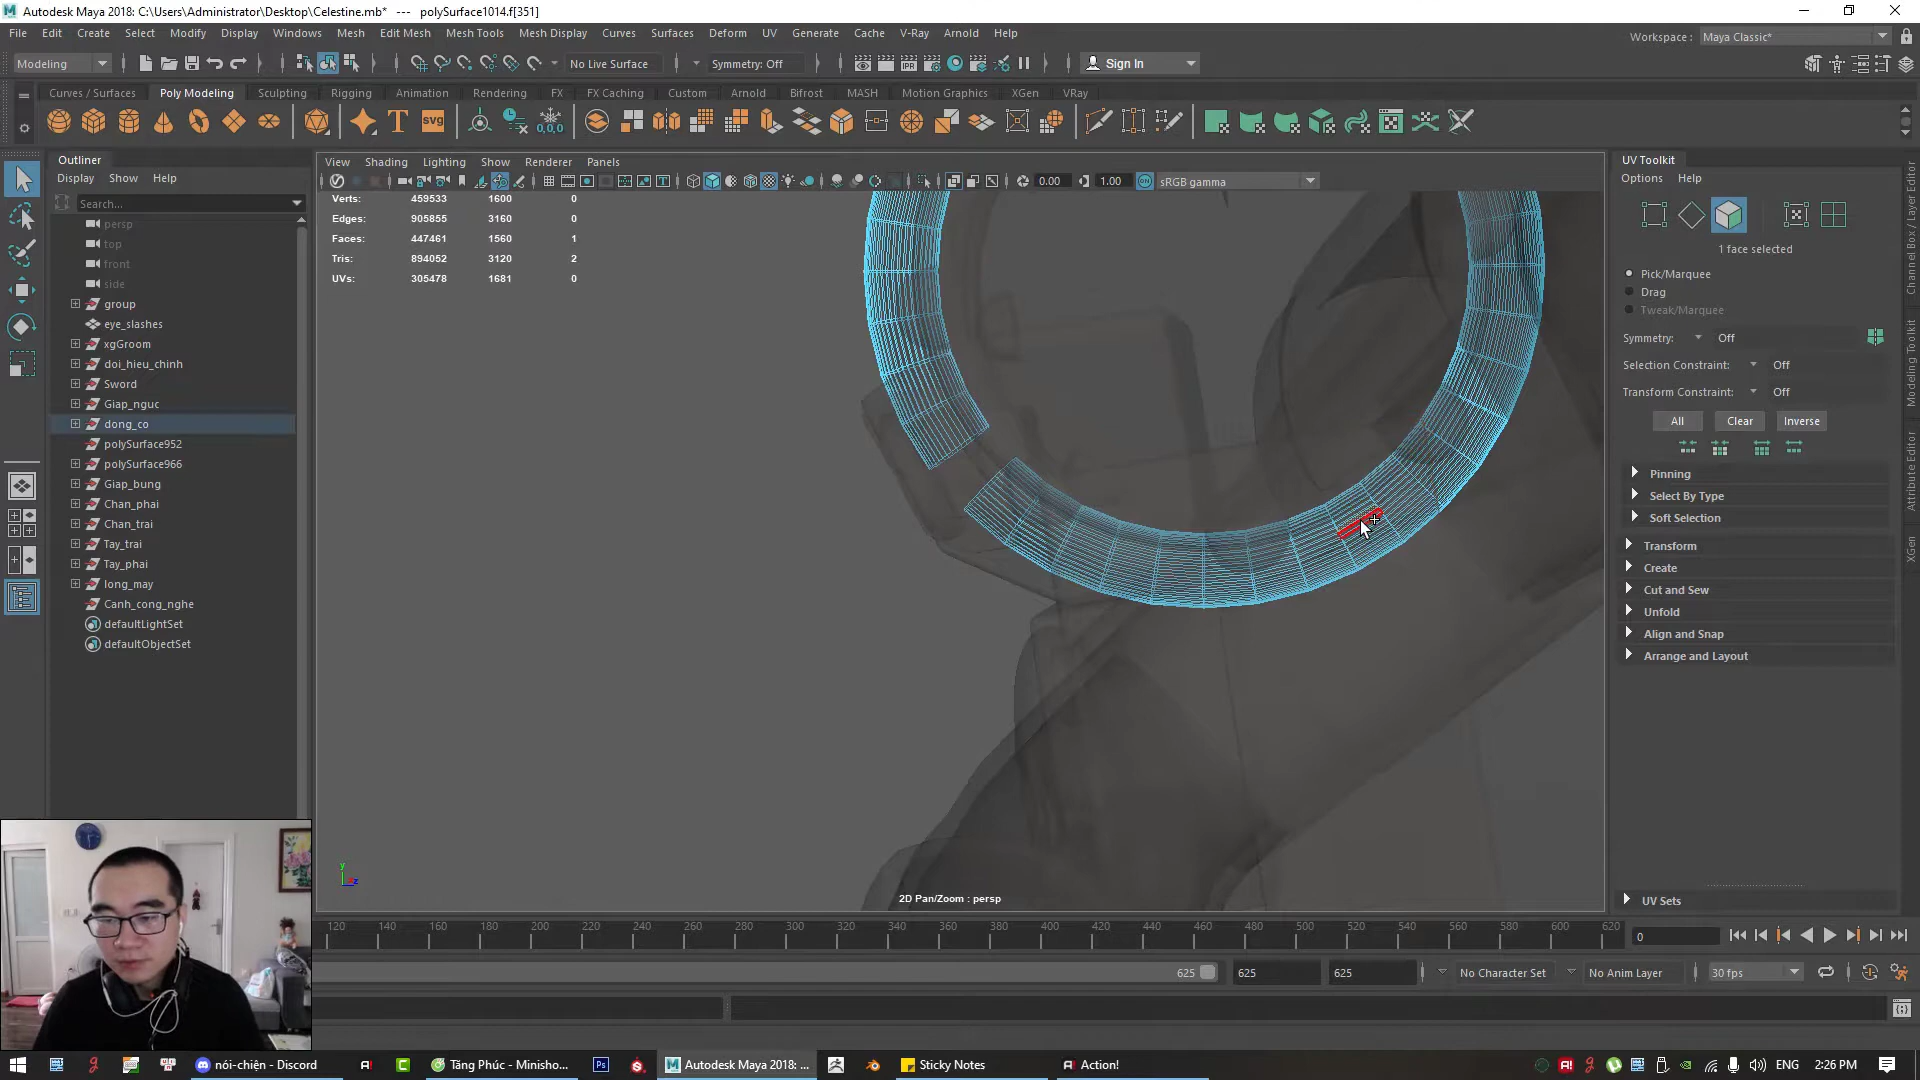 Autodesk Maya 2018: C:\Users\Administrator\Desktop\Celestine.mb* --- polySurface1014.f[351]
File Edit Create Select Modify Display Windows Mesh Edit Mesh Mesh Tools Mesh Display Curves Surfaces Deform UV Generate Cache V-Ray Arnold Help
Workspace : Maya Classic*
Modeling
No Live Surface
Symmetry: Off
Sign In
Curves / Surfaces Poly Modeling Sculpting Rigging Animation Rendering FX FX Caching Custom Arnold Bifrost MASH Motion Graphics XGen VRay
SVG
0,0,0
Outliner
Display Show Help
Search...
persp
top
front
side
group
eye_slashes
xgGroom
doi_hieu_chinh
Sword
Giap_nguc
dong_co
polySurface952
polySurface966
Giap_bung
Chan_phai
Chan_trai
Tay_trai
Tay_phai
long_may
Canh_cong_nghe
defaultLightSet
defaultObjectSet
View Shading Lighting Show Renderer Panels
0.00 1.00 sRGB gamma
Verts: 459533 1600 0
Edges: 905855 3160 0
Faces: 447461 1560 1
Tris: 894052 3120 2
UVs: 305478 1681 0
y
z
2D Pan/Zoom : persp
UV Toolkit
Options Help
1 face selected
Pick/Marquee
Drag
Tweak/Marquee
Symmetry: Off
Selection Constraint: Off
Transform Constraint: Off
All Clear Inverse
Pinning
Select By Type
Soft Selection
Transform
Create
Cut and Sew
Unfold
Align and Snap
Arrange and Layout
UV Sets
Channel Box / Layer Editor
Modeling Toolkit
Attribute Editor
XGen
120 140 160 180 200 220 240 260 280 300 320 340 360 380 400 420 440 460 480 500 520 540 560 580 600 620
0
625 625 625 No Character Set No Anim Layer 30 fps
nói-chiện - Discord
Tăng Phúc - Minisho...
Autodesk Maya 2018: ...
Sticky Notes
Action!
ENG 2:26 PM